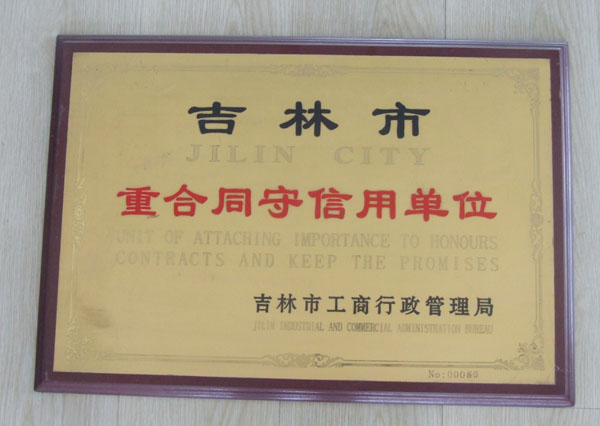 吉林市
JILIN CITY
重合同守信用单位
UNIT OF ATTACHING IMPORTANCE TO HONOURS
CONTRACTS AND KEEP THE PROMISES
吉林市工商行政管理局
JILIN INDUSTRIAL AND COMMERCIAL ADMINISTRATION BUREAU
No:00086